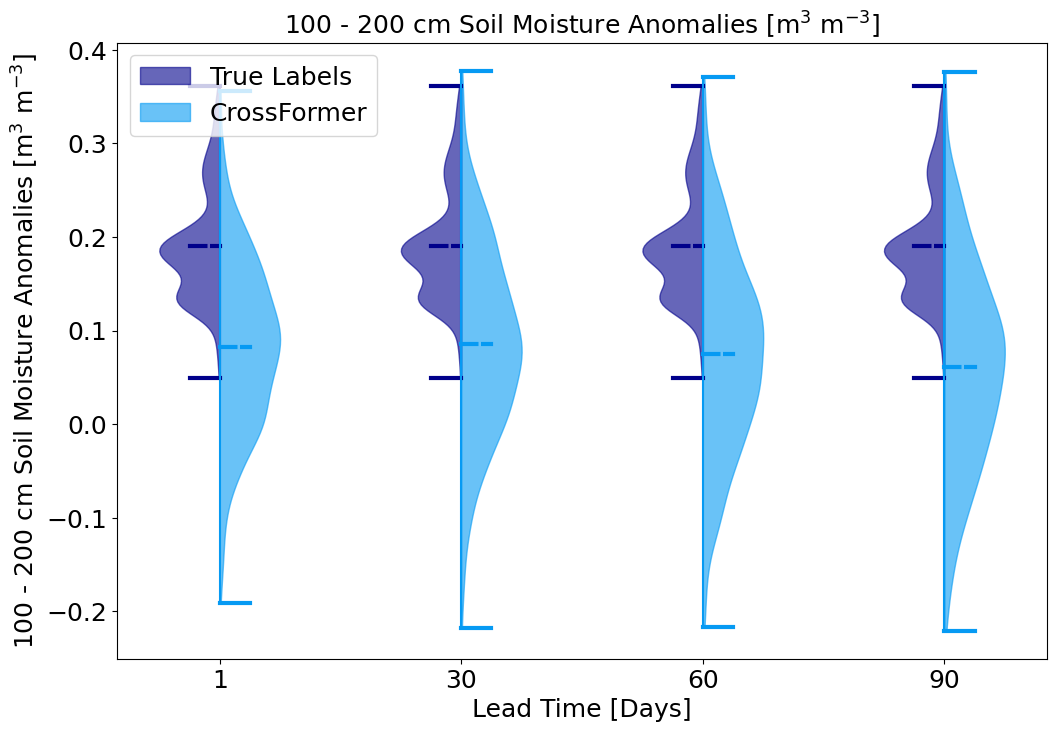 100 - 200 cm Soil Moisture Anomalies [m³ m⁻³]
100 - 200 cm Soil Moisture Anomalies [m³ m⁻³]
True Labels
CrossFormer
0.4
0.3
0.2
0.1
0.0
−0.1
−0.2
1 30 60 90
Lead Time [Days]